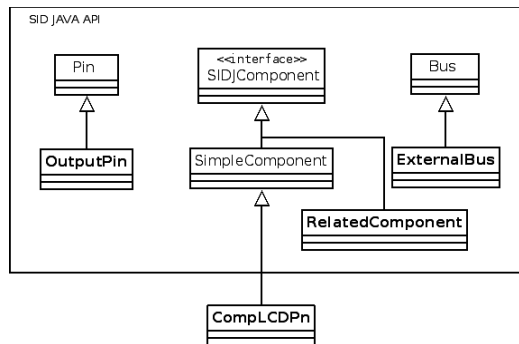 SID JAVA API
Pin
<<interface>>
SIDJComponent
Bus
OutputPin
SimpleComponent
ExternalBus
RelatedComponent
CompLCDPn